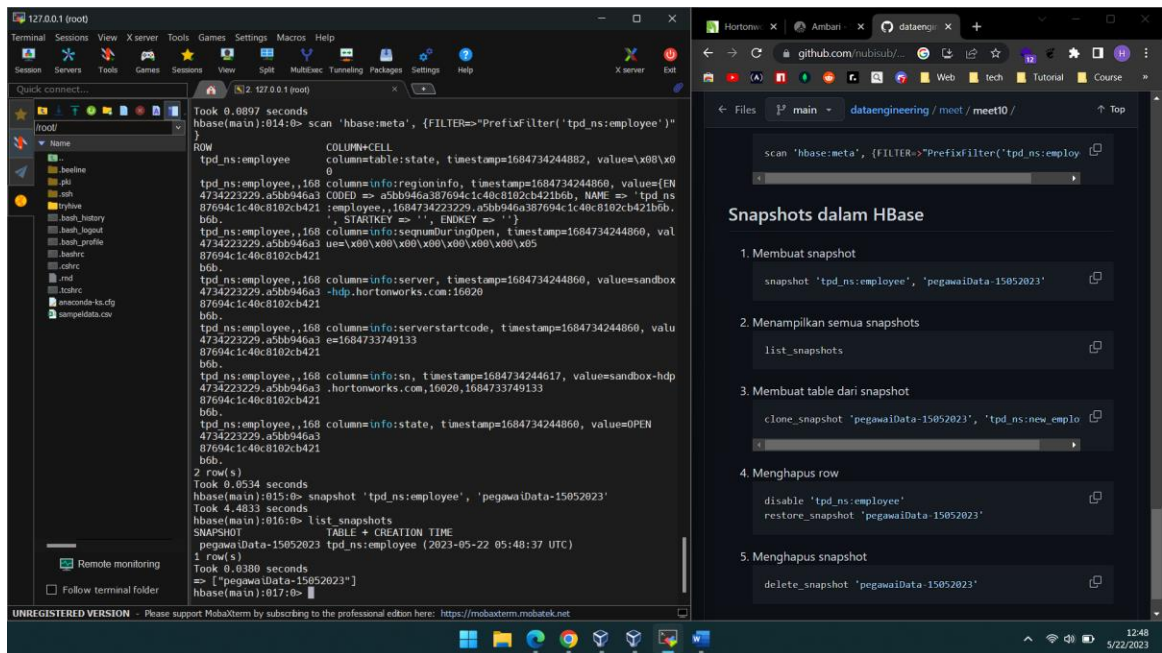 127.0.0.1 (root)
Terminal Sessions View X server Tools Games Settings Macros Help
Session Servers Tools Games Sessions View Split MultiExec Tunneling Packages Settings Help X server Exit
Quick connect...
2. 127.0.0.1 (root)
/root/
Name
..
.beeline
.pki
.ssh
tryhive
.bash_history
.bash_logout
.bash_profile
.bashrc
.cshrc
.rnd
.tcshrc
anaconda-ks.cfg
sampeldata.csv
Remote monitoring
Follow terminal folder
Took 0.0897 seconds
hbase(main):014:0> scan 'hbase:meta', {FILTER=>"PrefixFilter('tpd_ns:employee')"
}
ROW COLUMN+CELL
tpd_ns:employee column=table:state, timestamp=1684734244882, value=\x08\x0
0
tpd_ns:employee,,168 column=info:regioninfo, timestamp=1684734244860, value={EN
4734223229.a5bb946a3 CODED => a5bb946a387694c1c40c8102cb421b6b, NAME => 'tpd_ns
87694c1c40c8102cb421 :employee,,1684734223229.a5bb946a387694c1c40c8102cb421b6b.
b6b. ', STARTKEY => '', ENDKEY => ''}
tpd_ns:employee,,168 column=info:seqnumDuringOpen, timestamp=1684734244860, val
4734223229.a5bb946a3 ue=\x00\x00\x00\x00\x00\x00\x00\x05
87694c1c40c8102cb421
b6b.
tpd_ns:employee,,168 column=info:server, timestamp=1684734244860, value=sandbox
4734223229.a5bb946a3 -hdp.hortonworks.com:16020
87694c1c40c8102cb421
b6b.
tpd_ns:employee,,168 column=info:serverstartcode, timestamp=1684734244860, valu
4734223229.a5bb946a3 e=1684733749133
87694c1c40c8102cb421
b6b.
tpd_ns:employee,,168 column=info:sn, timestamp=1684734244617, value=sandbox-hdp
4734223229.a5bb946a3 .hortonworks.com,16020,1684733749133
87694c1c40c8102cb421
b6b.
tpd_ns:employee,,168 column=info:state, timestamp=1684734244860, value=OPEN
4734223229.a5bb946a3
87694c1c40c8102cb421
b6b.
2 row(s)
Took 0.0534 seconds
hbase(main):015:0> snapshot 'tpd_ns:employee', 'pegawaiData-15052023'
Took 4.4833 seconds
hbase(main):016:0> list_snapshots
SNAPSHOT TABLE + CREATION TIME
pegawaiData-15052023 tpd_ns:employee (2023-05-22 05:48:37 UTC)
1 row(s)
Took 0.0380 seconds
=> ["pegawaiData-15052023"]
hbase(main):017:0>
UNREGISTERED VERSION - Please support MobaXterm by subscribing to the professional edition here: https://mobaxterm.mobatek.net
Hortonwo Ambari - dataengin
github.com/nubisub/...
12
H
Web tech Tutorial Course »
Files main dataengineering / meet / meet10 / Top
scan 'hbase:meta', {FILTER=>"PrefixFilter('tpd_ns:employ
Snapshots dalam HBase
1. Membuat snapshot
snapshot 'tpd_ns:employee', 'pegawaiData-15052023'
2. Menampilkan semua snapshots
list_snapshots
3. Membuat table dari snapshot
clone_snapshot 'pegawaiData-15052023', 'tpd_ns:new_emplo
4. Menghapus row
disable 'tpd_ns:employee'
restore_snapshot 'pegawaiData-15052023'
5. Menghapus snapshot
delete_snapshot 'pegawaiData-15052023'
12:48
5/22/2023